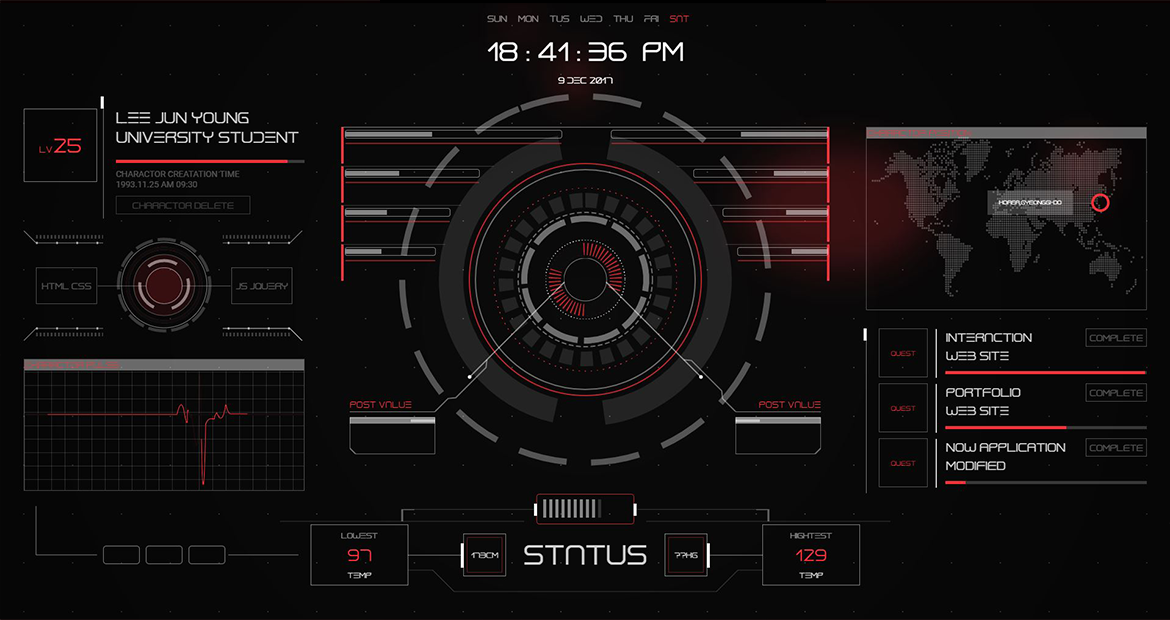 SUN MON TUS WED THU FRI SAT
18 : 41 : 36 PM
9 DEC 2017
LV 25
LEE JUN YOUNG
UNIVERSITY STUDENT
CHARACTOR CREATATION TIME
1993.11.25 AM 09:30
CHARACTOR DELETE
HTML CSS
JS JQUERY
POST VALUE
POST VALUE
QUEST
INTERACTION
WEB SITE
COMPLETE
QUEST
PORTFOLIO
WEB SITE
COMPLETE
QUEST
NOW APPLICATION
MODIFIED
COMPLETE
LOWEST
97
TEMP
173CM
STATUS
??KG
HIGHTEST
129
TEMP